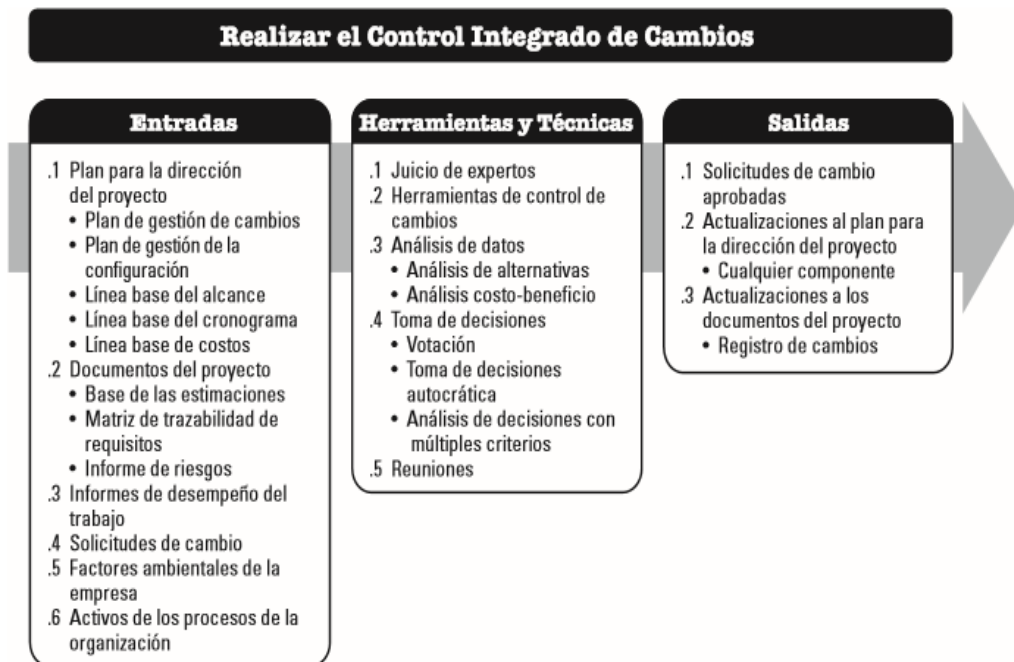 Realizar el Control Integrado de Cambios
Entradas
.1 Plan para la dirección
del proyecto
• Plan de gestión de cambios
• Plan de gestión de la
configuración
• Línea base del alcance
• Línea base del cronograma
• Línea base de costos
.2 Documentos del proyecto
• Base de las estimaciones
• Matriz de trazabilidad de
requisitos
• Informe de riesgos
.3 Informes de desempeño del
trabajo
.4 Solicitudes de cambio
.5 Factores ambientales de la
empresa
.6 Activos de los procesos de la
organización
Herramientas y Técnicas
.1 Juicio de expertos
.2 Herramientas de control de
cambios
.3 Análisis de datos
• Análisis de alternativas
• Análisis costo-beneficio
.4 Toma de decisiones
• Votación
• Toma de decisiones
autocrática
• Análisis de decisiones con
múltiples criterios
.5 Reuniones
Salidas
.1 Solicitudes de cambio
aprobadas
.2 Actualizaciones al plan para
la dirección del proyecto
• Cualquier componente
.3 Actualizaciones a los
documentos del proyecto
• Registro de cambios